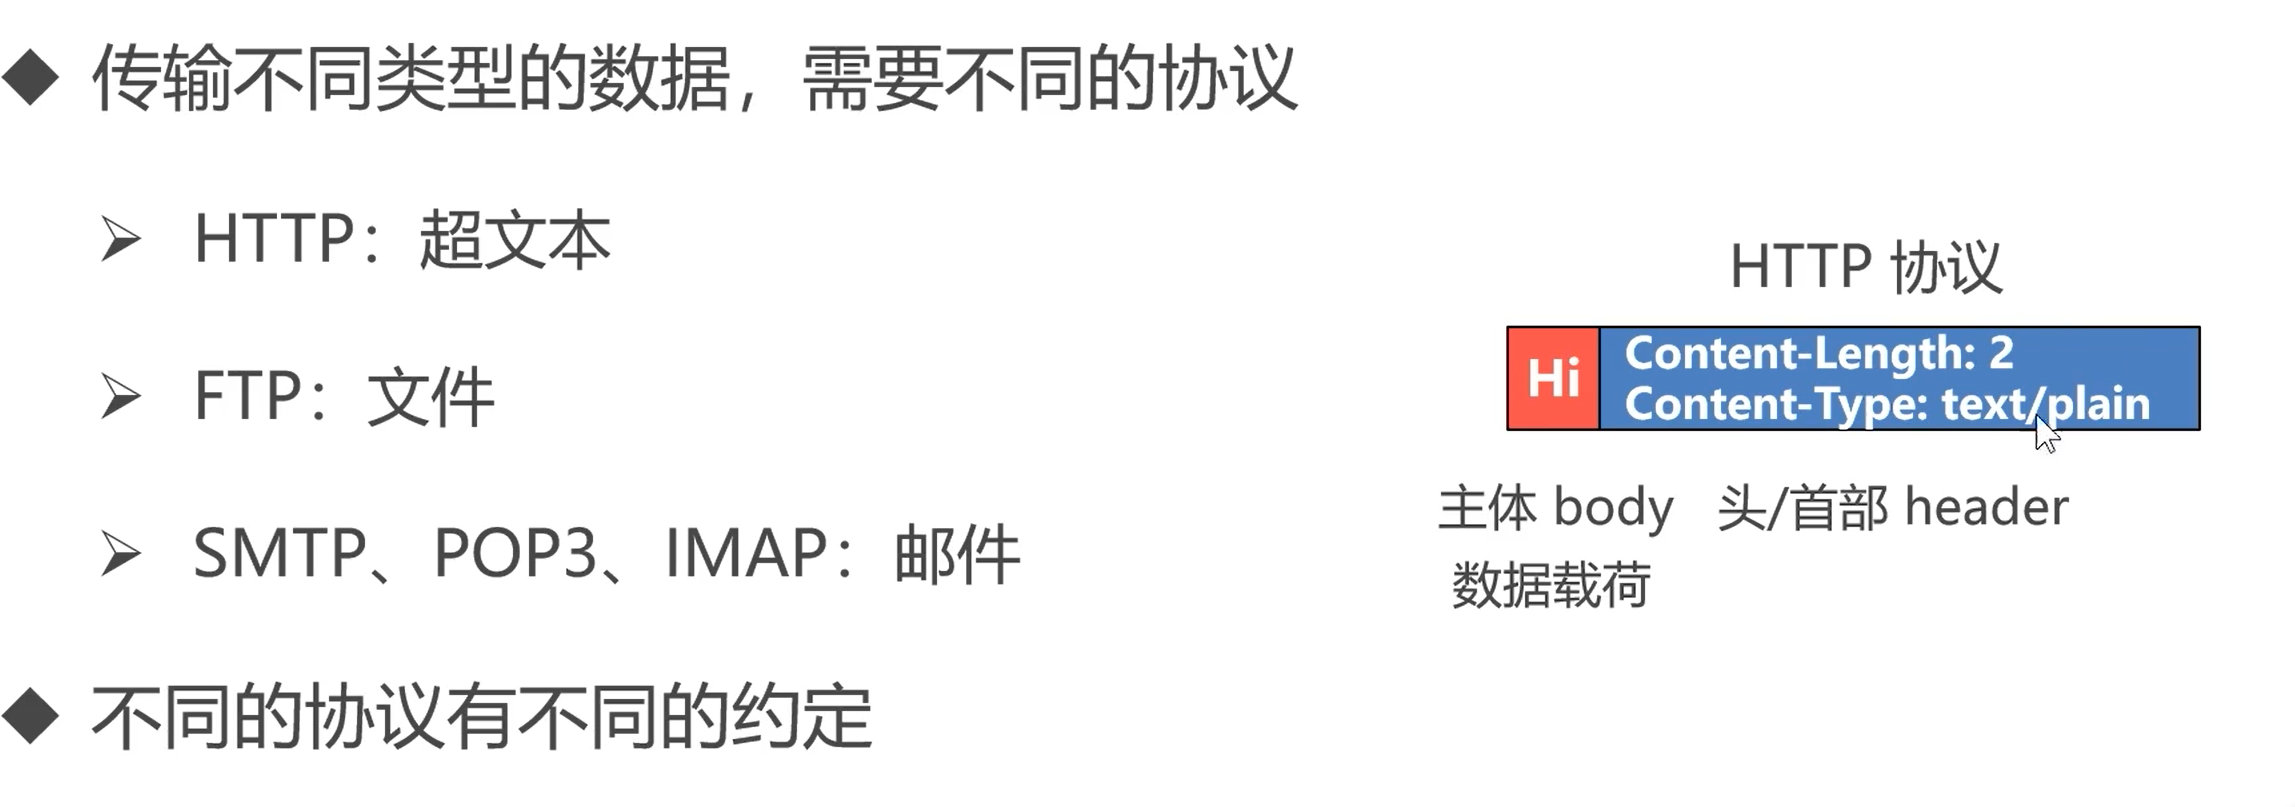 传输不同类型的数据，需要不同的协议
HTTP：超文本
FTP：文件
SMTP、POP3、IMAP：邮件
不同的协议有不同的约定
HTTP 协议
Hi
Content-Length: 2
Content-Type: text/plain
主体 body 头/首部 header
数据载荷